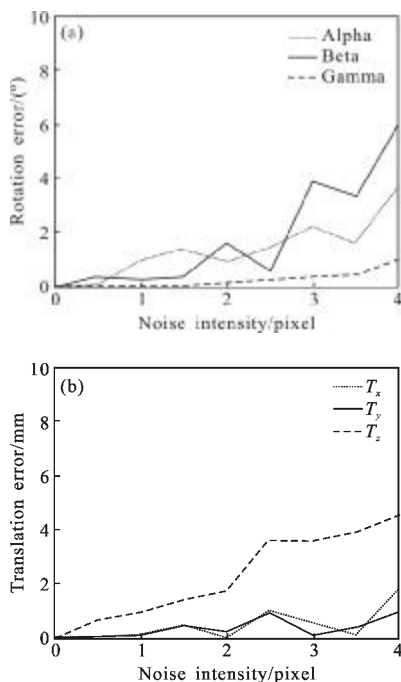 (a)
Alpha
Beta
Gamma
10
8
6
4
2
0
Rotation error/(°)
0 1 2 3 4
Noise intensity/pixel
(b)
Tx
Ty
Tz
10
8
6
4
2
0
Translation error/mm
0 1 2 3 4
Noise intensity/pixel